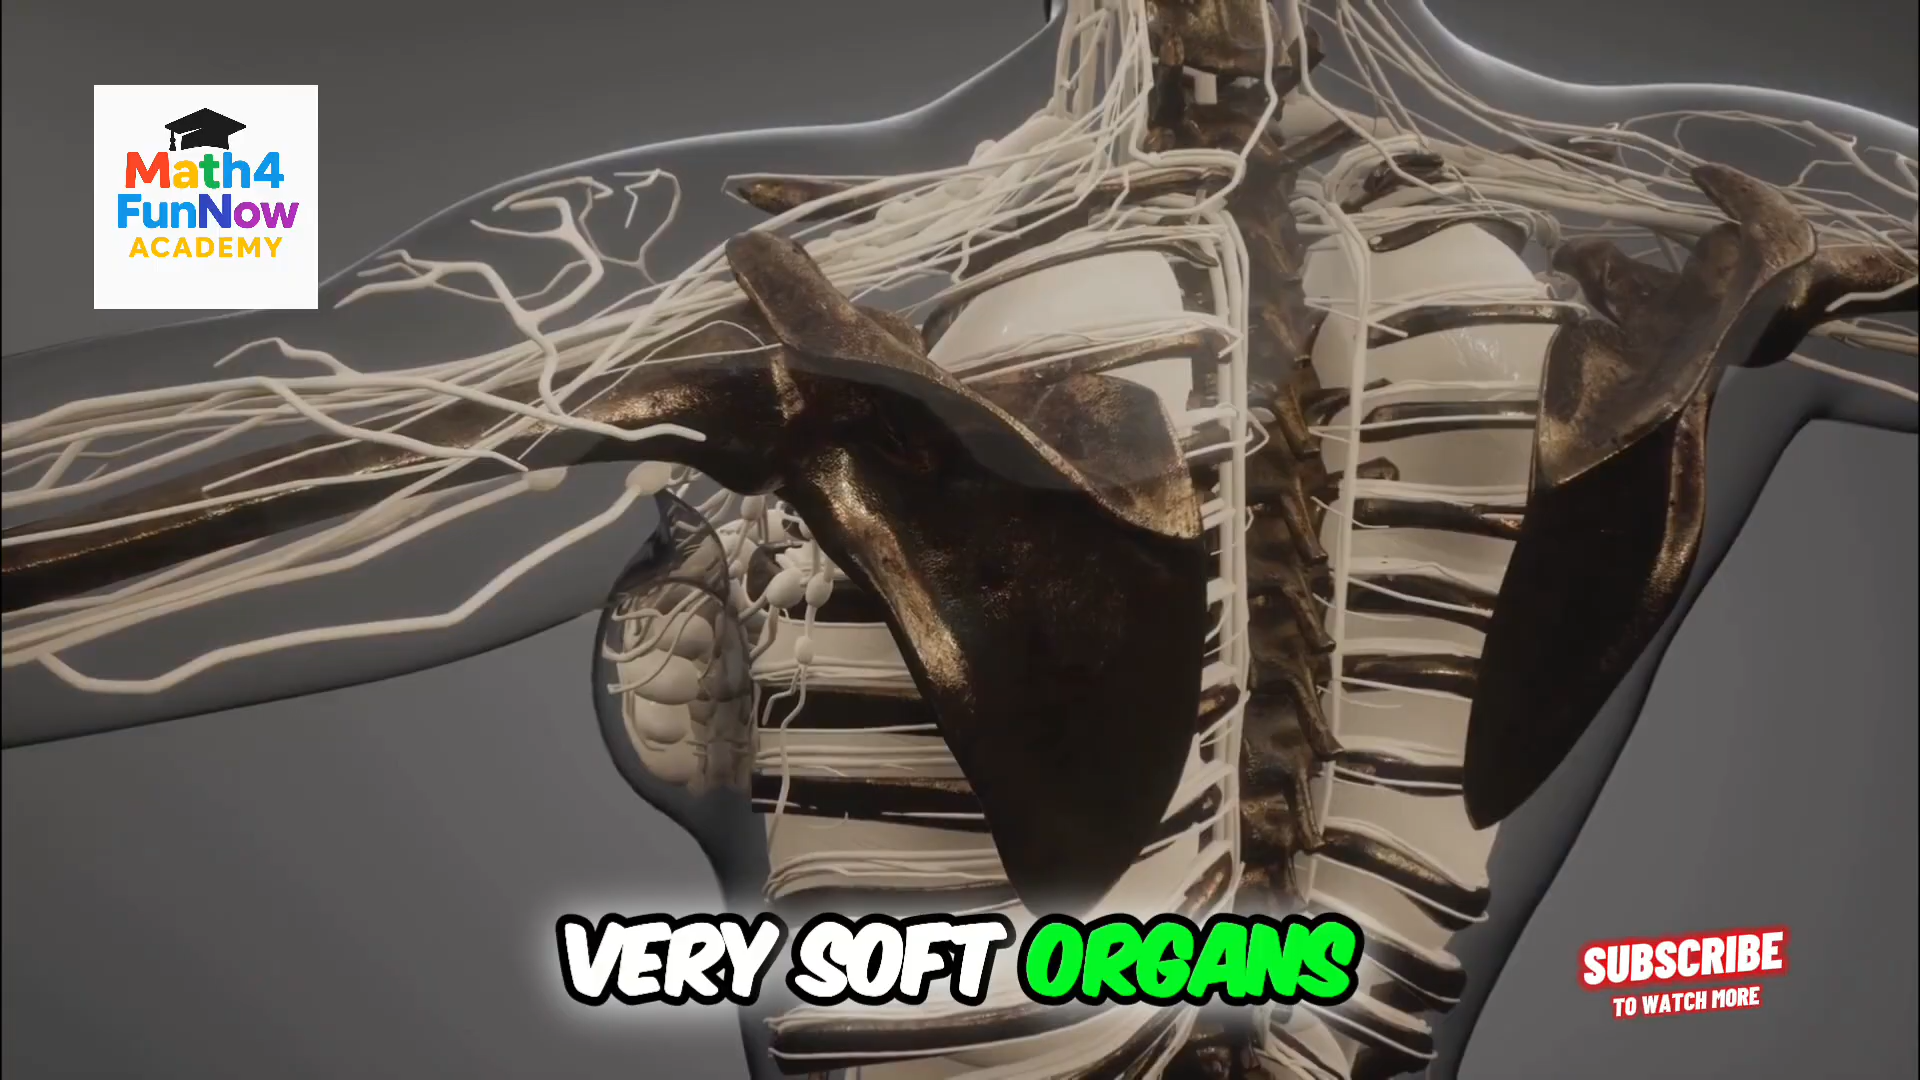 Math4
FunNow
ACADEMY
VERY SOFT ORGANS
SUBSCRIBE
TO WATCH MORE